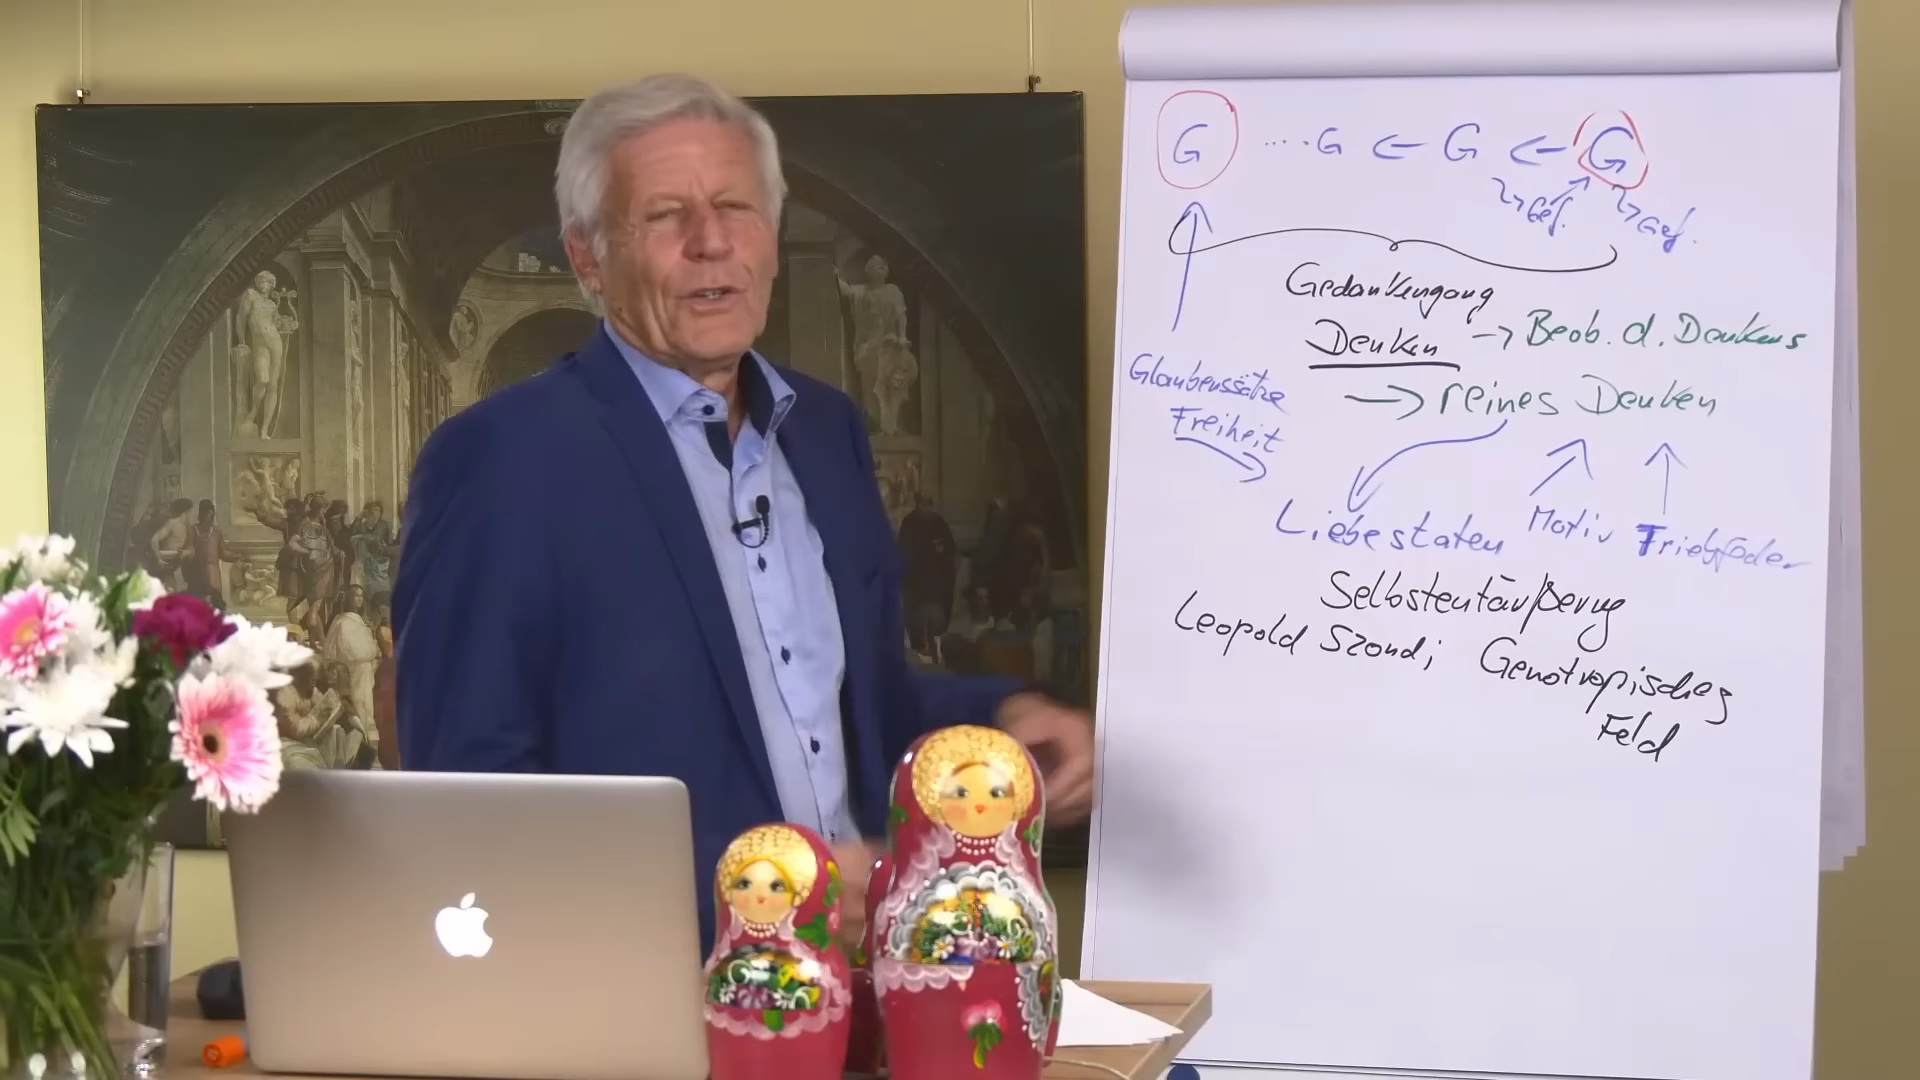 G ....G ← G ← G
↝ Gef. ↝ Gef.
Gedankengang
Denken → Beob. d. Denkens
→ reines Denken
Glaubenssätze
Freiheit
Liebestaten Motiv Triebfeder
Selbstentäußerung
Leopold Szondi Genotropisches
Feld